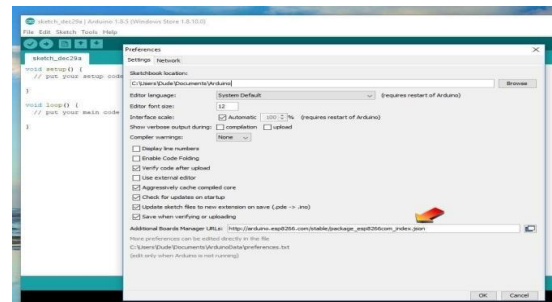 sketch_dec29a | Arduino 1.8.5 (Windows Store 1.8.10.0)
File Edit Sketch Tools Help
sketch_dec29a
void setup() {
// put your setup code
}
void loop() {
// put your main code
}
Preferences
Settings Network
Sketchbook location:
C:\Users\Dude\Documents\Arduino
Browse
Editor language: System Default (requires restart of Arduino)
Editor font size: 12
Interface scale: Automatic 100 % (requires restart of Arduino)
Show verbose output during: compilation upload
Compiler warnings: None
Display line numbers
Enable Code Folding
Verify code after upload
Use external editor
Aggressively cache compiled core
Check for updates on startup
Update sketch files to new extension on save (.pde -> .ino)
Save when verifying or uploading
Additional Boards Manager URLs: http://arduino.esp8266.com/stable/package_esp8266com_index.json
More preferences can be edited directly in the file
C:\Users\Dude\Documents\ArduinoData\preferences.txt
(edit only when Arduino is not running)
OK Cancel